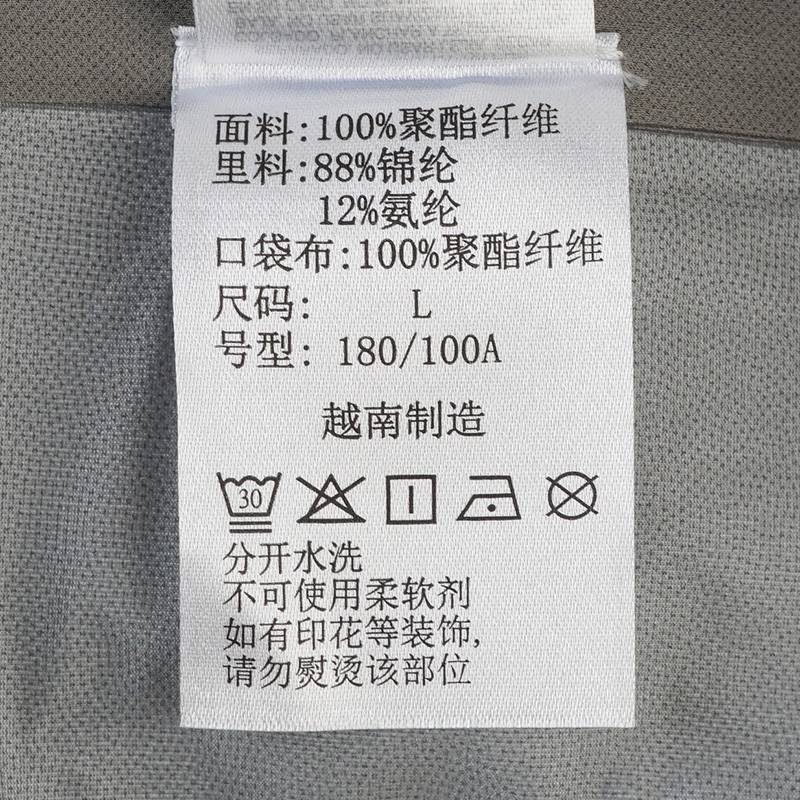 面料:100%聚酯纤维
里料:88%锦纶
12%氨纶
口袋布:100%聚酯纤维
尺码: L
号型: 180/100A
越南制造
30
分开水洗
不可使用柔软剂
如有印花等装饰,
请勿熨烫该部位